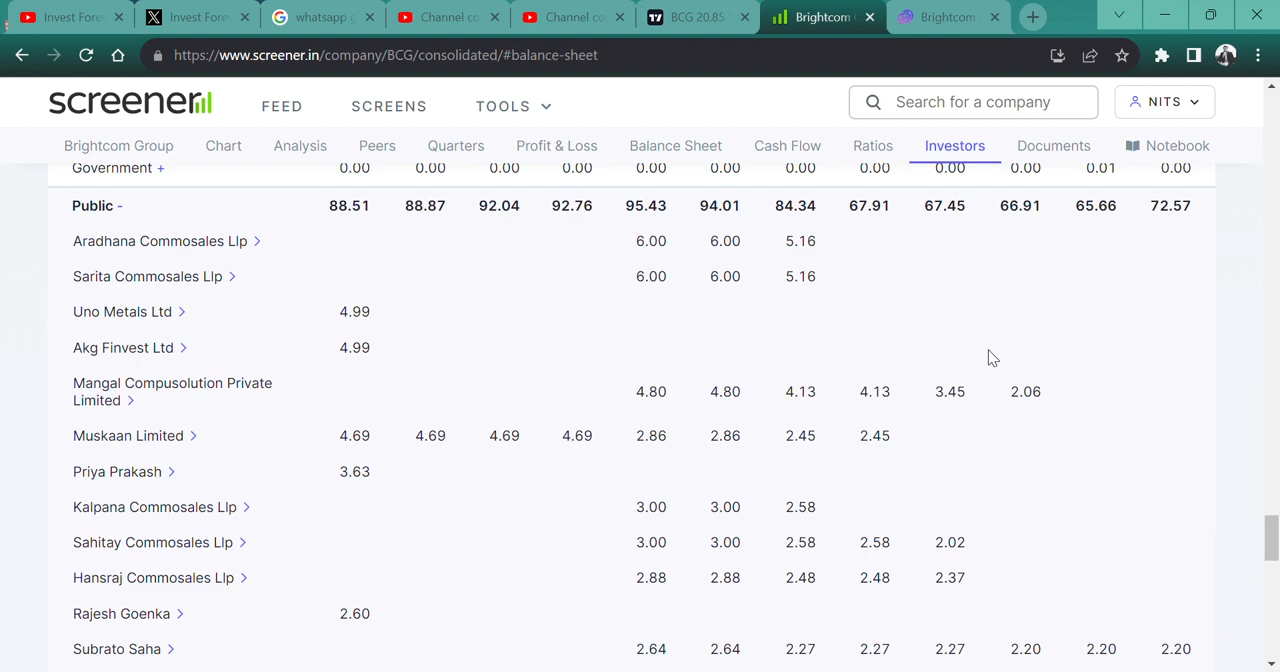 Invest Forev
Invest Forev
whatsapp g
Channel co
Channel co
BCG 20.85
Brightcom
Brightcom
https://www.screener.in/company/BCG/consolidated/#balance-sheet
screener
FEED
SCREENS
TOOLS
Search for a company
NITS
Brightcom Group Chart Analysis Peers Quarters Profit & Loss Balance Sheet Cash Flow Ratios Investors Documents Notebook
Government + 0.00 0.00 0.00 0.00 0.00 0.00 0.00 0.00 0.00 0.00 0.01 0.00
Public - 88.51 88.87 92.04 92.76 95.43 94.01 84.34 67.91 67.45 66.91 65.66 72.57
Aradhana Commosales Llp 6.00 6.00 5.16
Sarita Commosales Llp 6.00 6.00 5.16
Uno Metals Ltd 4.99
Akg Finvest Ltd 4.99
Mangal Compusolution Private
Limited 4.80 4.80 4.13 4.13 3.45 2.06
Muskaan Limited 4.69 4.69 4.69 4.69 2.86 2.86 2.45 2.45
Priya Prakash 3.63
Kalpana Commosales Llp 3.00 3.00 2.58
Sahitay Commosales Llp 3.00 3.00 2.58 2.58 2.02
Hansraj Commosales Llp 2.88 2.88 2.48 2.48 2.37
Rajesh Goenka 2.60
Subrato Saha 2.64 2.64 2.27 2.27 2.27 2.20 2.20 2.20